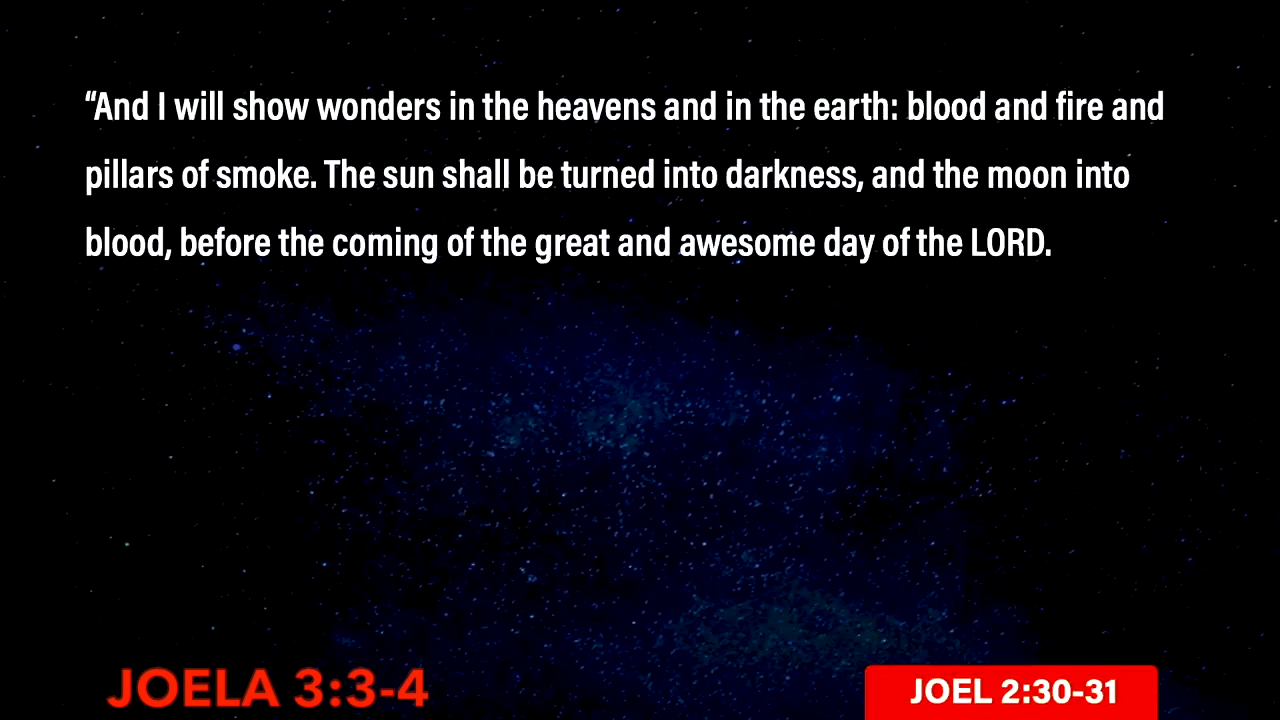 “And I will show wonders in the heavens and in the earth: blood and fire and
pillars of smoke. The sun shall be turned into darkness, and the moon into
blood, before the coming of the great and awesome day of the LORD.
JOELA 3:3-4
JOEL 2:30-31